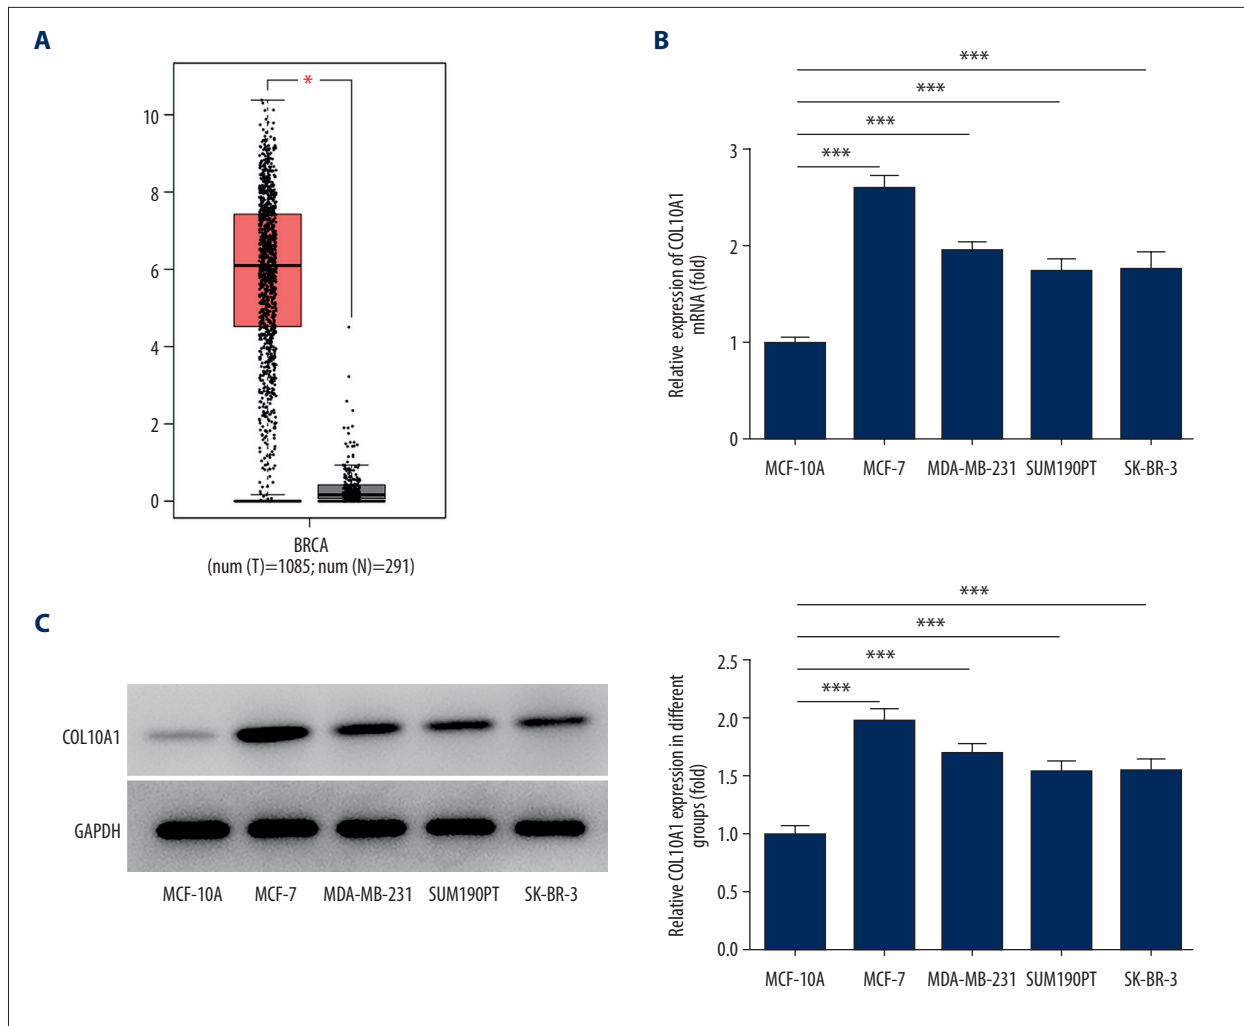 A
*
10
8
6
4
2
0
BRCA
(num (T)=1085; num (N)=291)
B
***
***
***
***
Relative expression of COL10A1
mRNA (fold)
3
2
1
0
MCF-10A MCF-7 MDA-MB-231 SUM190PT SK-BR-3
C
COL10A1
GAPDH
MCF-10A MCF-7 MDA-MB-231 SUM190PT SK-BR-3
***
***
***
***
Relative COL10A1 expression in different
groups (fold)
2.5
2.0
1.5
1.0
0.5
0.0
MCF-10A MCF-7 MDA-MB-231 SUM190PT SK-BR-3